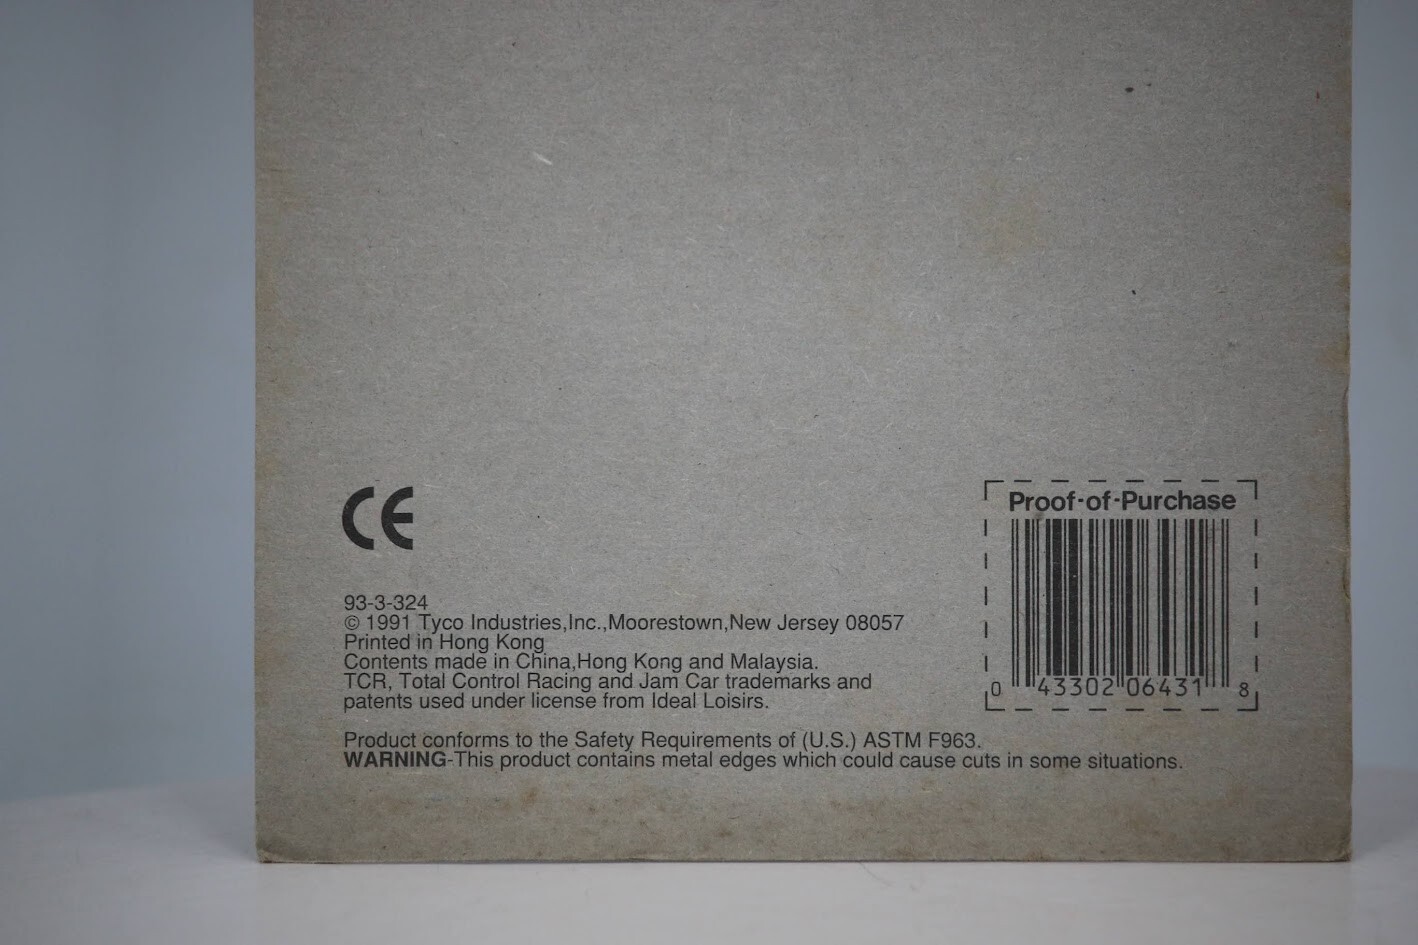 CE
93-3-324
© 1991 Tyco Industries,Inc.,Moorestown,New Jersey 08057
Printed in Hong Kong
Contents made in China,Hong Kong and Malaysia.
TCR, Total Control Racing and Jam Car trademarks and
patents used under license from Ideal Loisirs.
Product conforms to the Safety Requirements of (U.S.) ASTM F963.
WARNING-This product contains metal edges which could cause cuts in some situations.
Proof-of-Purchase
0 43302 06431 8